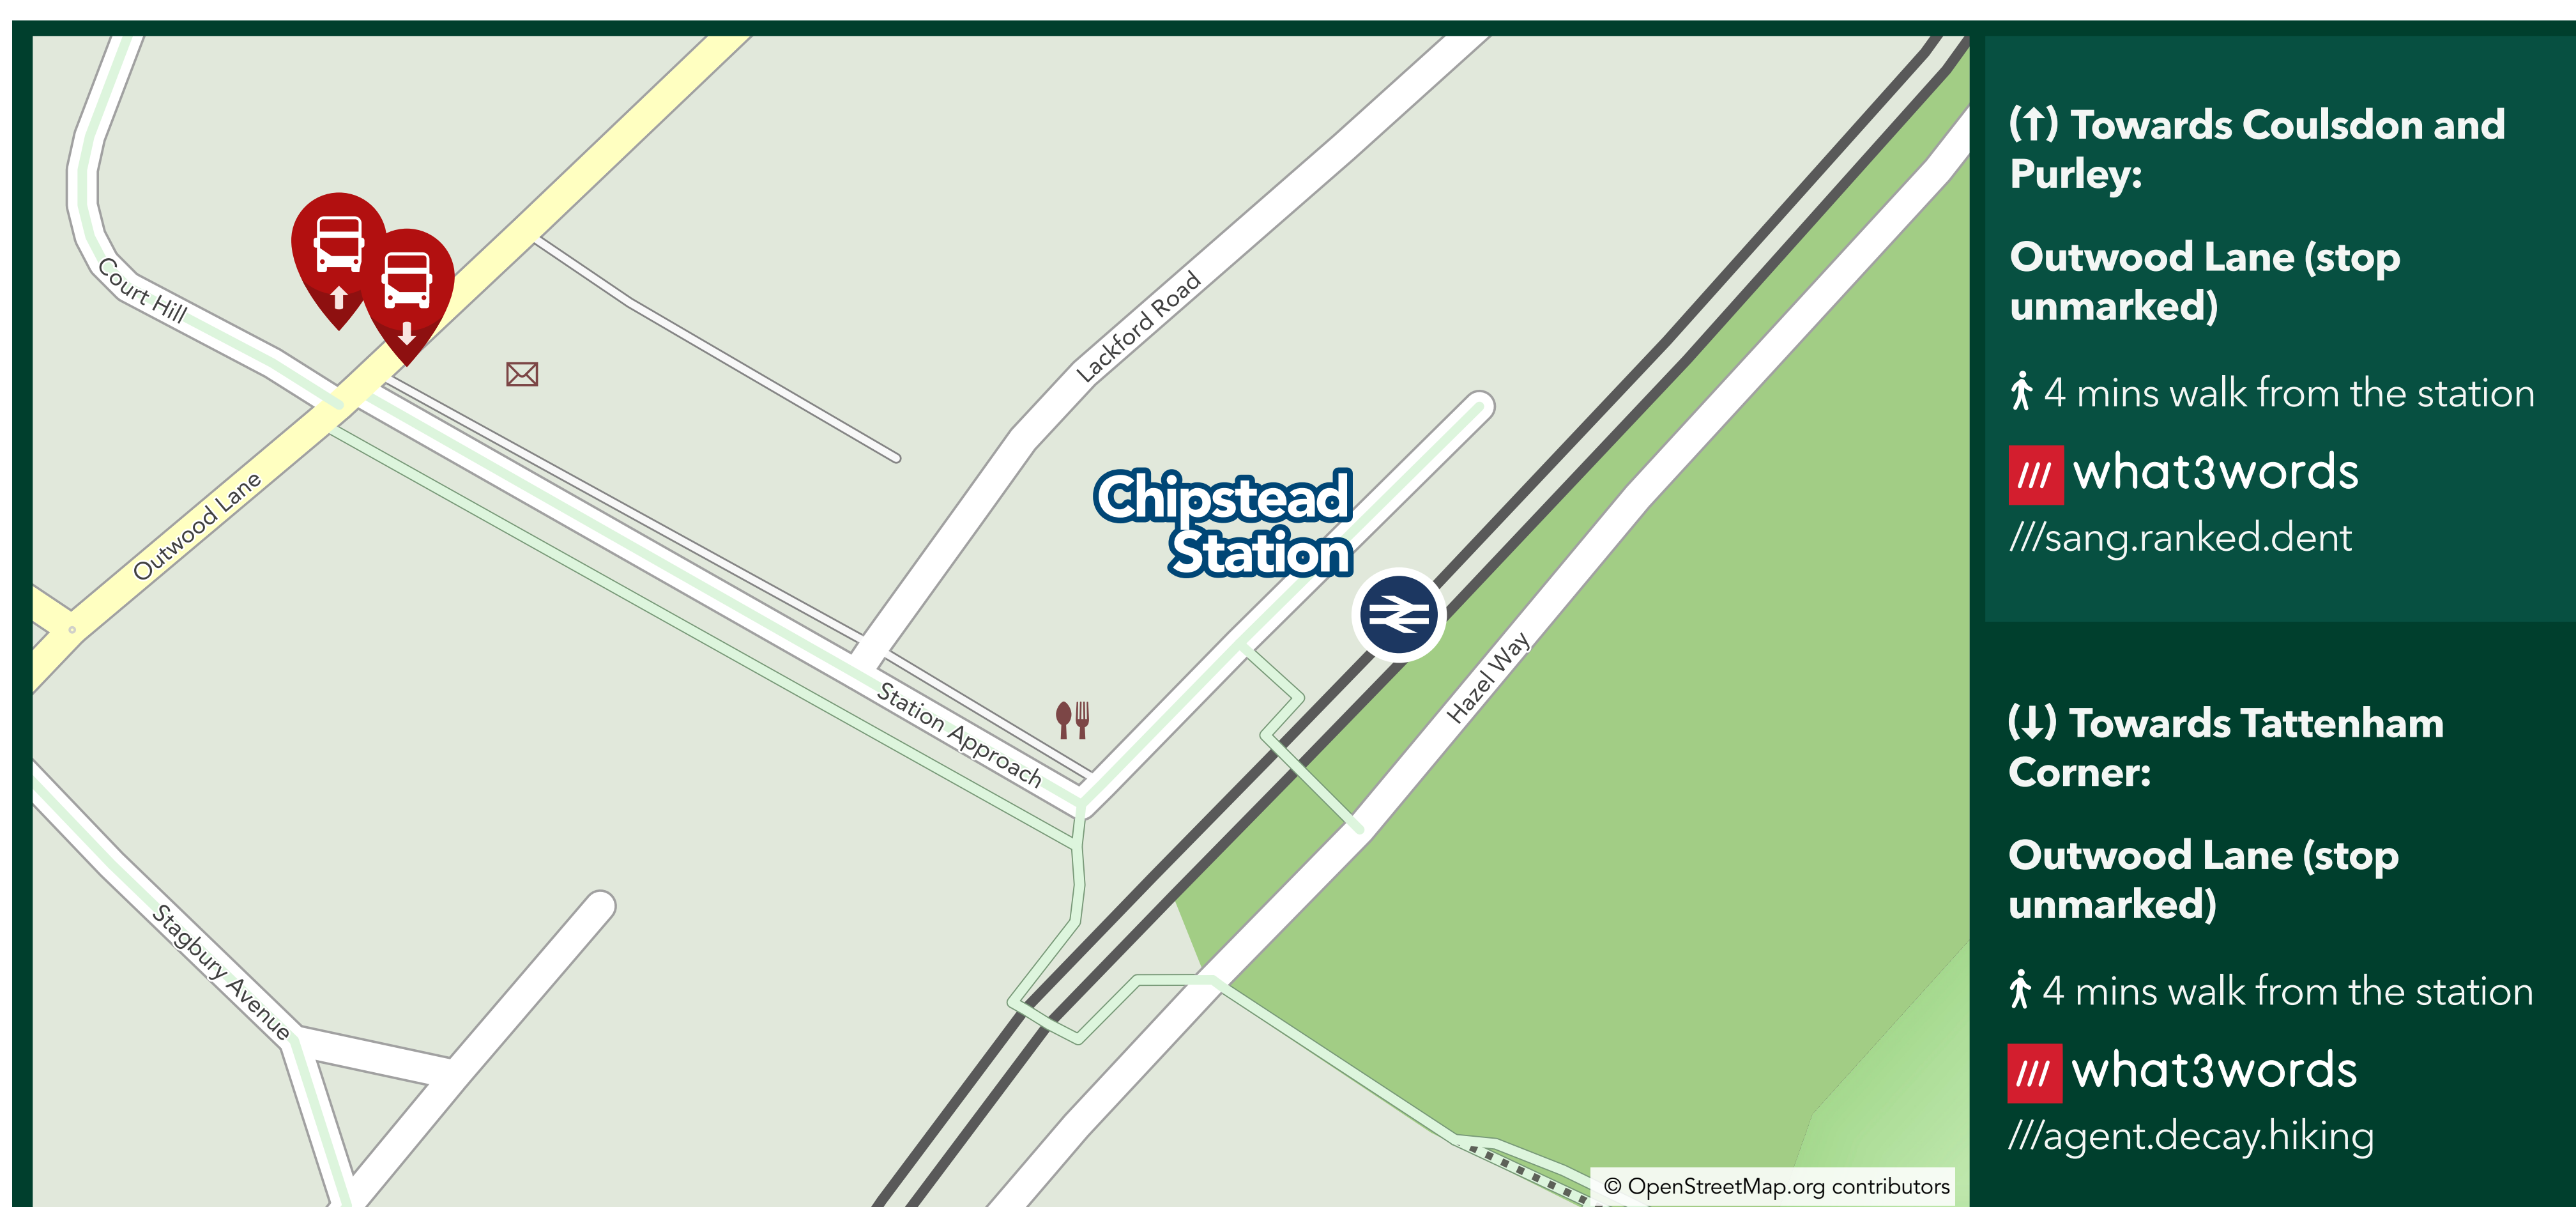 Court Hill
Outwood Lane
Lackford Road
Chipstead
Station
Station Approach
Hazel Way
Stagbury Avenue
© OpenStreetMap.org contributors
(↑) Towards Coulsdon and
Purley:
Outwood Lane (stop
unmarked)
4 mins walk from the station
/// what3words
///sang.ranked.dent
(↓) Towards Tattenham
Corner:
Outwood Lane (stop
unmarked)
4 mins walk from the station
/// what3words
///agent.decay.hiking